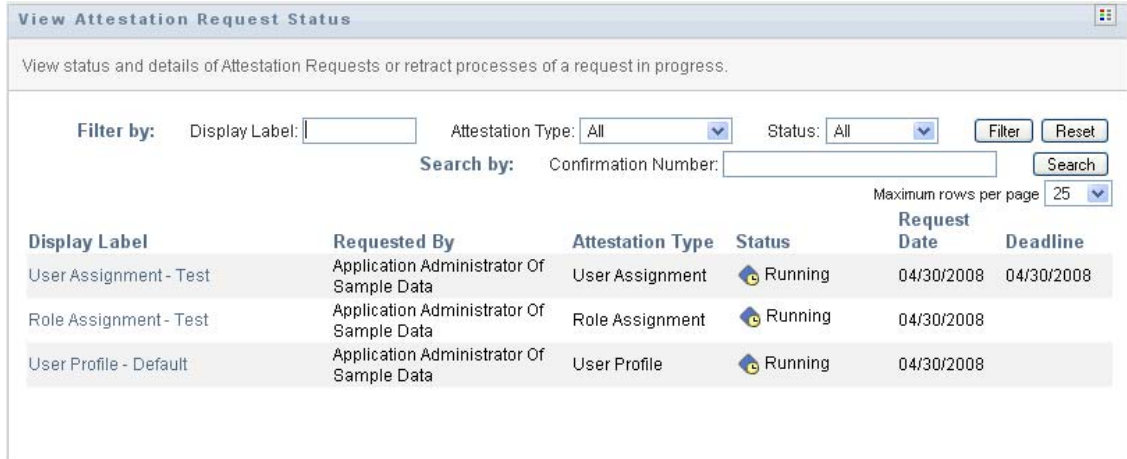 View Attestation Request Status
View status and details of Attestation Requests or retract processes of a request in progress.
Filter by: Display Label: Attestation Type: All Status: All Filter Reset
Search by: Confirmation Number: Search
Maximum rows per page 25
Display Label Requested By Attestation Type Status Request Date Deadline
User Assignment - Test Application Administrator Of Sample Data User Assignment Running 04/30/2008 04/30/2008
Role Assignment - Test Application Administrator Of Sample Data Role Assignment Running 04/30/2008
User Profile - Default Application Administrator Of Sample Data User Profile Running 04/30/2008